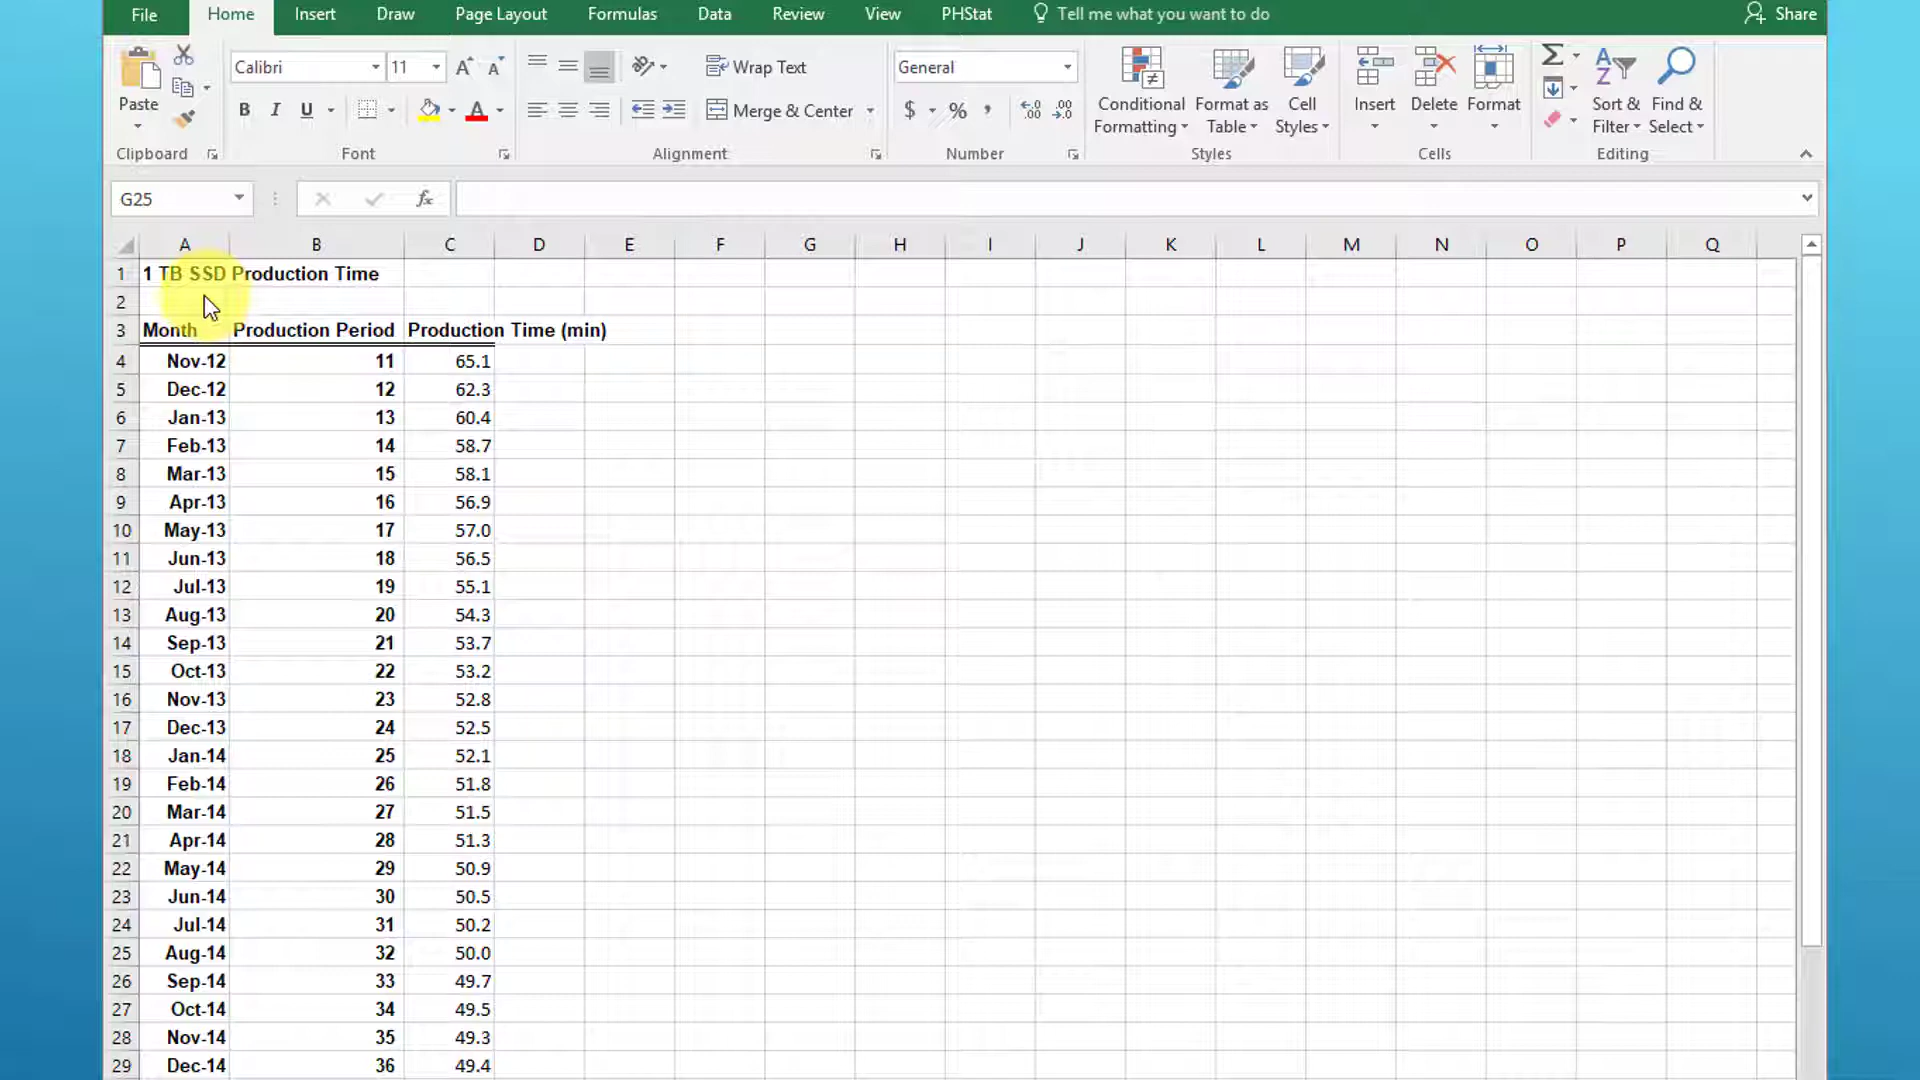 File Home Insert Draw Page Layout Formulas Data Review View PHStat Tell me what you want to do Share
Calibri 11 A A Wrap Text General
Paste B I U A Merge & Center $ % , .00 .00 Conditional Formatting Format as Table Cell Styles Insert Delete Format Sort & Filter Find & Select
Clipboard Font Alignment Number Styles Cells Editing
G25 fx
A B C D E F G H I J K L M N O P Q
1 1 TB SSD Production Time
2
3 Month Production Period Production Time (min)
4 Nov-12 11 65.1
5 Dec-12 12 62.3
6 Jan-13 13 60.4
7 Feb-13 14 58.7
8 Mar-13 15 58.1
9 Apr-13 16 56.9
10 May-13 17 57.0
11 Jun-13 18 56.5
12 Jul-13 19 55.1
13 Aug-13 20 54.3
14 Sep-13 21 53.7
15 Oct-13 22 53.2
16 Nov-13 23 52.8
17 Dec-13 24 52.5
18 Jan-14 25 52.1
19 Feb-14 26 51.8
20 Mar-14 27 51.5
21 Apr-14 28 51.3
22 May-14 29 50.9
23 Jun-14 30 50.5
24 Jul-14 31 50.2
25 Aug-14 32 50.0
26 Sep-14 33 49.7
27 Oct-14 34 49.5
28 Nov-14 35 49.3
29 Dec-14 36 49.4